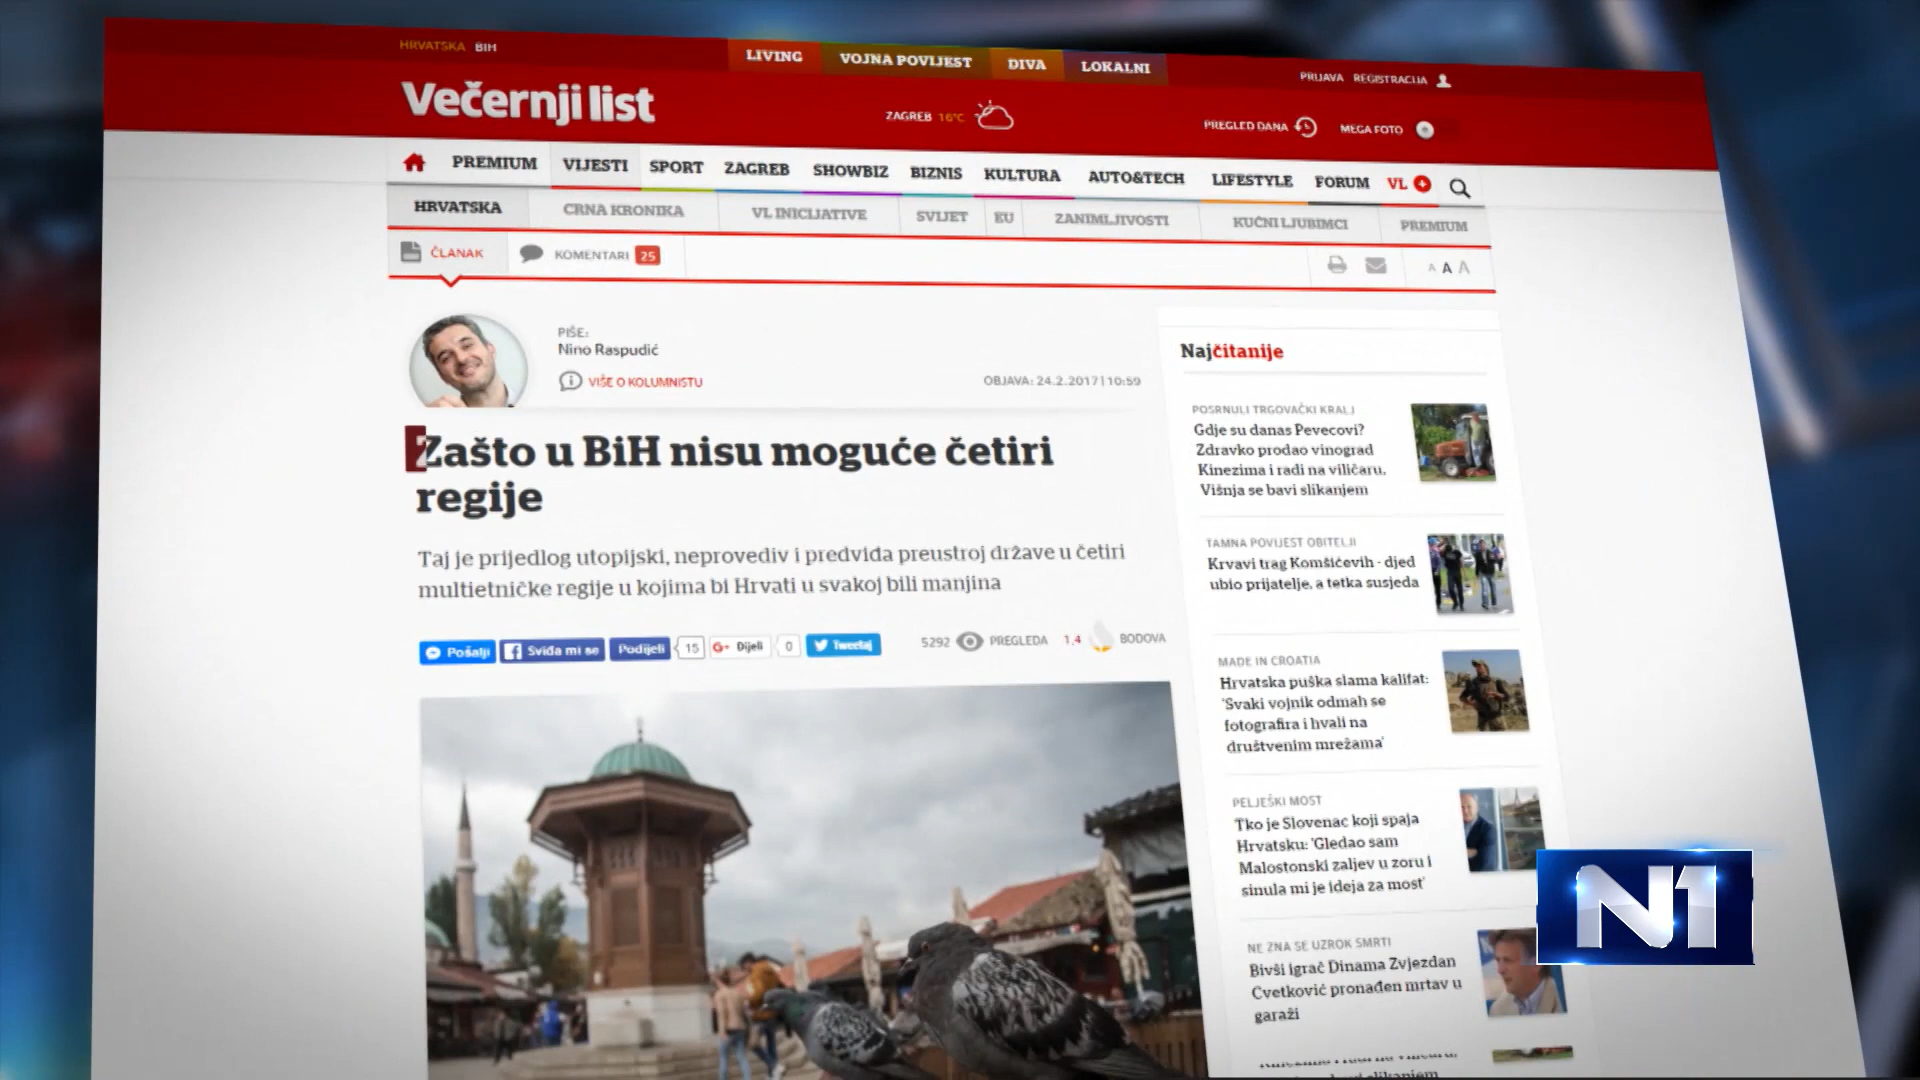 HRVATSKA BIH
LIVING VOJNA POVIJEST DIVA LOKALNI
PRIJAVA REGISTRACIJA
Večernji list
ZAGREB 16°C
PREGLED DANA MEGA FOTO
PREMIUM VIJESTI SPORT ZAGREB SHOWBIZ BIZNIS KULTURA AUTO&TECH LIFESTYLE FORUM VL+
HRVATSKA CRNA KRONIKA VL INICIJATIVE SVIJET EU ZANIMLJIVOSTI KUĆNI LJUBIMCI PREMIUM
ČLANAK KOMENTARI 25
A A A
PIŠE:
Nino Raspudić
VIŠE O KOLUMNISTU
OBJAVA: 24.2.2017 | 10:59
Zašto u BiH nisu moguće četiri
regije
Taj je prijedlog utopijski, neprovediv i predviđa preustroj države u četiri
multietničke regije u kojima bi Hrvati u svakoj bili manjina
Pošalji Sviđa mi se Podijeli 15 G+ Dijeli 0 Tweetaj
5292 PREGLEDA 1,4 BODOVA
Najčitanije
POSRNULI TRGOVAČKI KRALJ
Gdje su danas Pevecovi?
Zdravko prodao vinograd
Kinezima i radi na viličaru,
Višnja se bavi slikanjem
TAMNA POVIJEST OBITELJI
Krvavi trag Komšićevih - djed
ubio prijatelje, a tetka susjeda
MADE IN CROATIA
Hrvatska puška slama kalifat:
'Svaki vojnik odmah se
fotografira i hvali na
društvenim mrežama'
PELJEŠKI MOST
Tko je Slovenac koji spaja
Hrvatsku: 'Gledao sam
Malostonski zaljev u zoru i
sinula mi je ideja za most'
NE ZNA SE UZROK SMRTI
Bivši igrač Dinama Zvjezdan
Cvetković pronađen mrtav u
garaži
slikanjem
N1